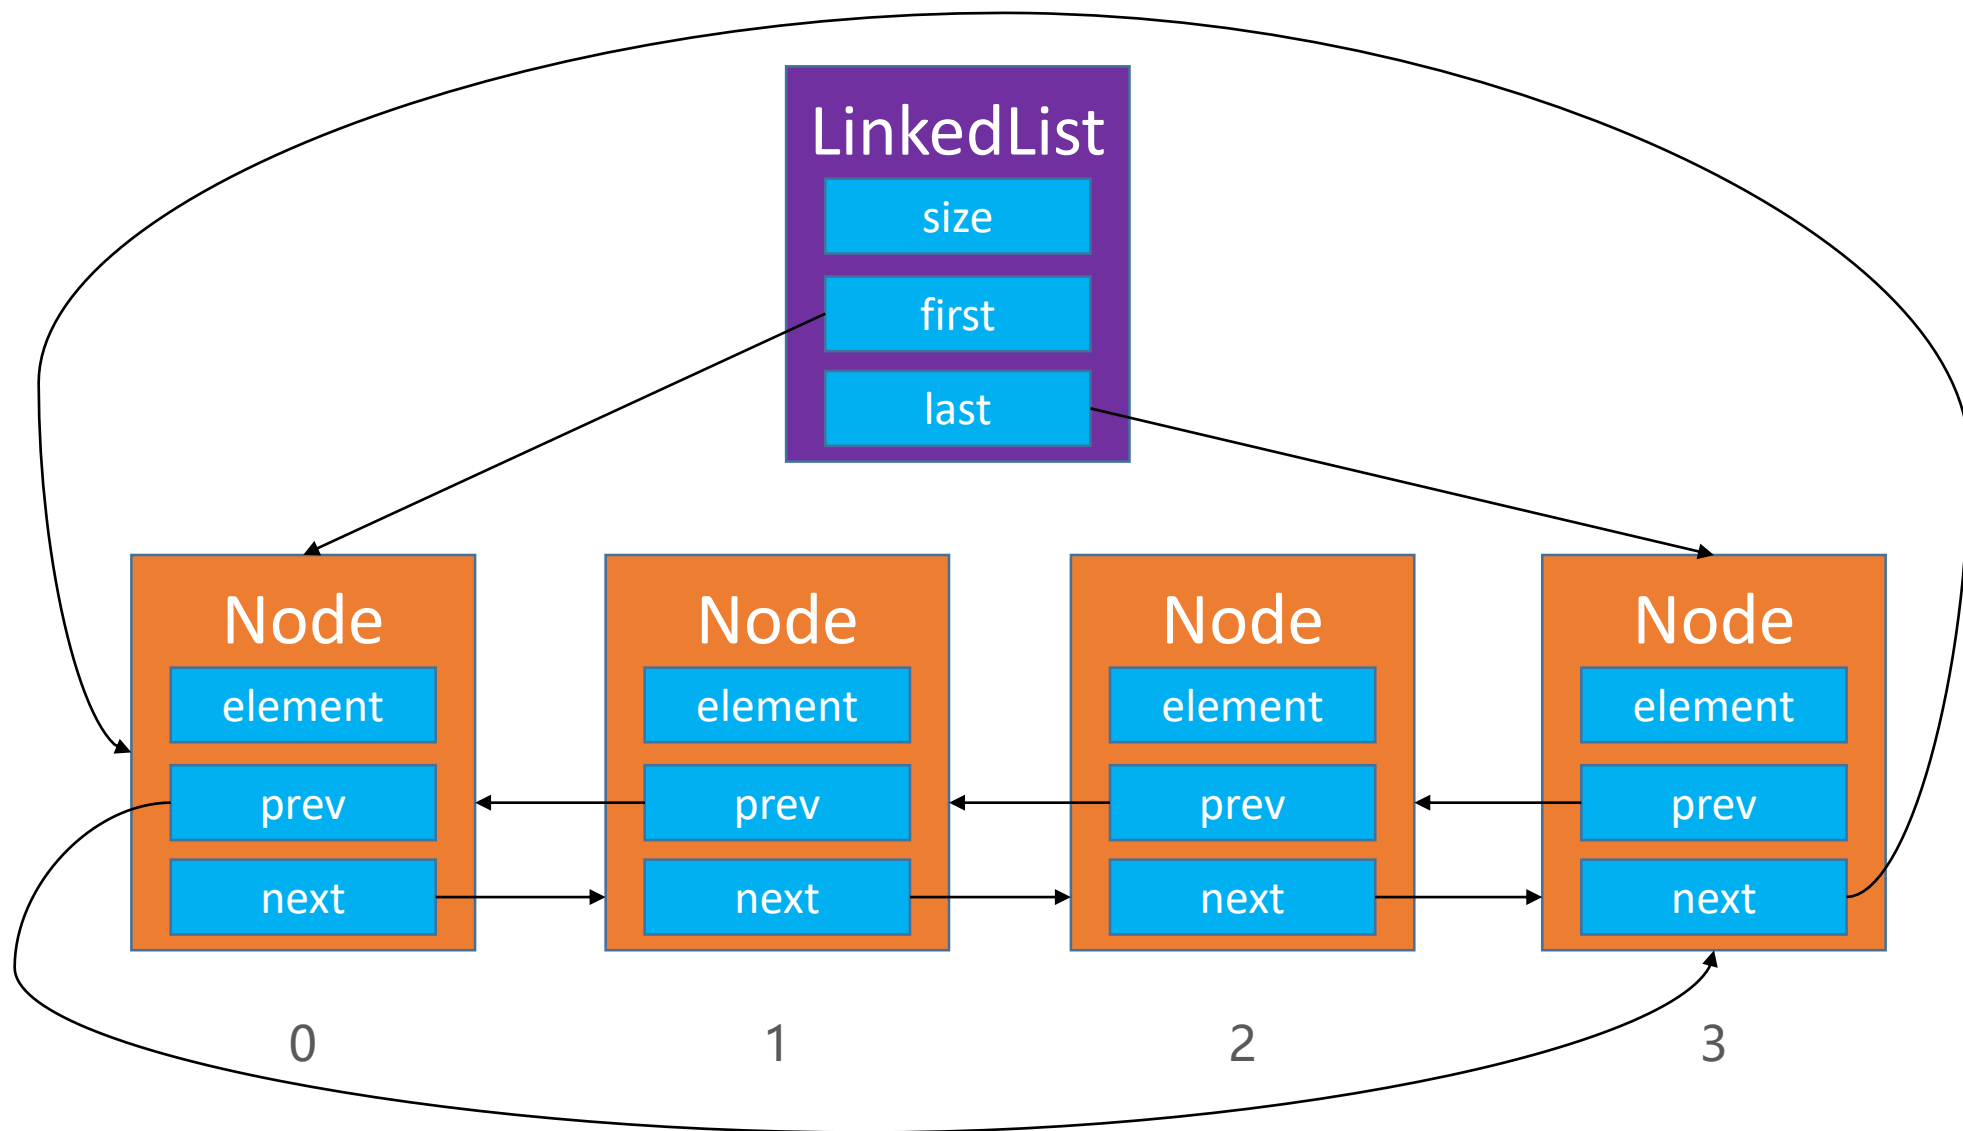 LinkedList
size
first
last
Node Node Node Node
element element element element
prev prev prev prev
next next next next
0 1 2 3